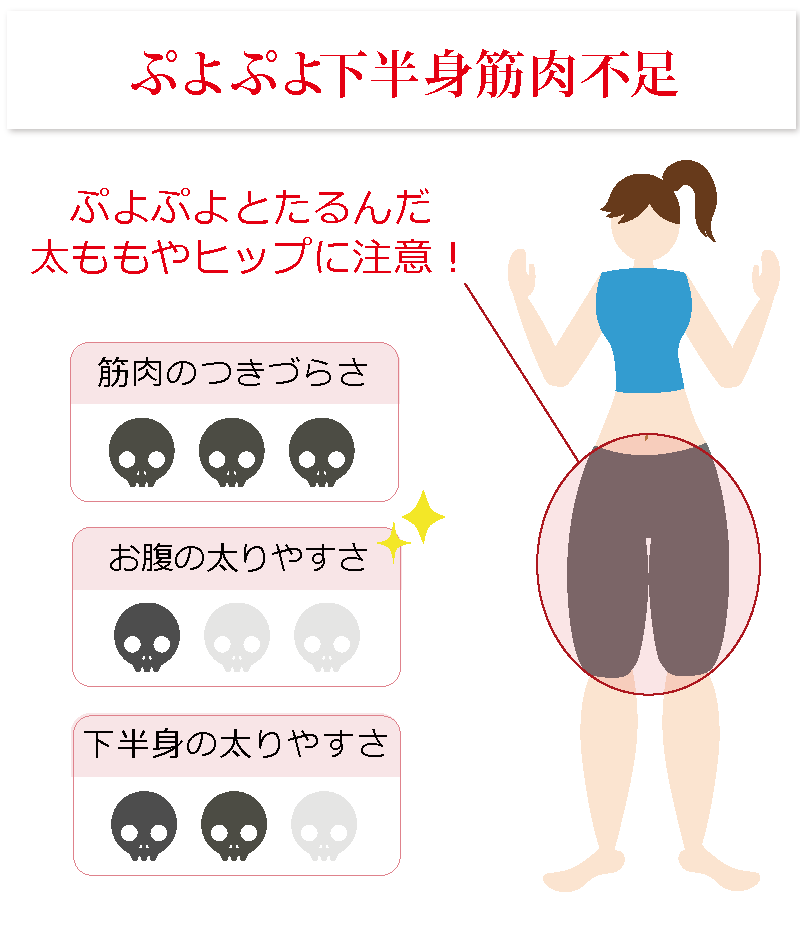 ぷよぷよ下半身筋肉不足
ぷよぷよとたるんだ
太ももやヒップに注意！
筋肉のつきづらさ
お腹の太りやすさ
下半身の太りやすさ